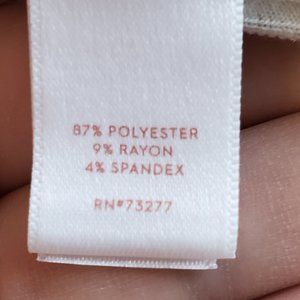 87% POLYESTER
9% RAYON
4% SPANDEX
RN#73277